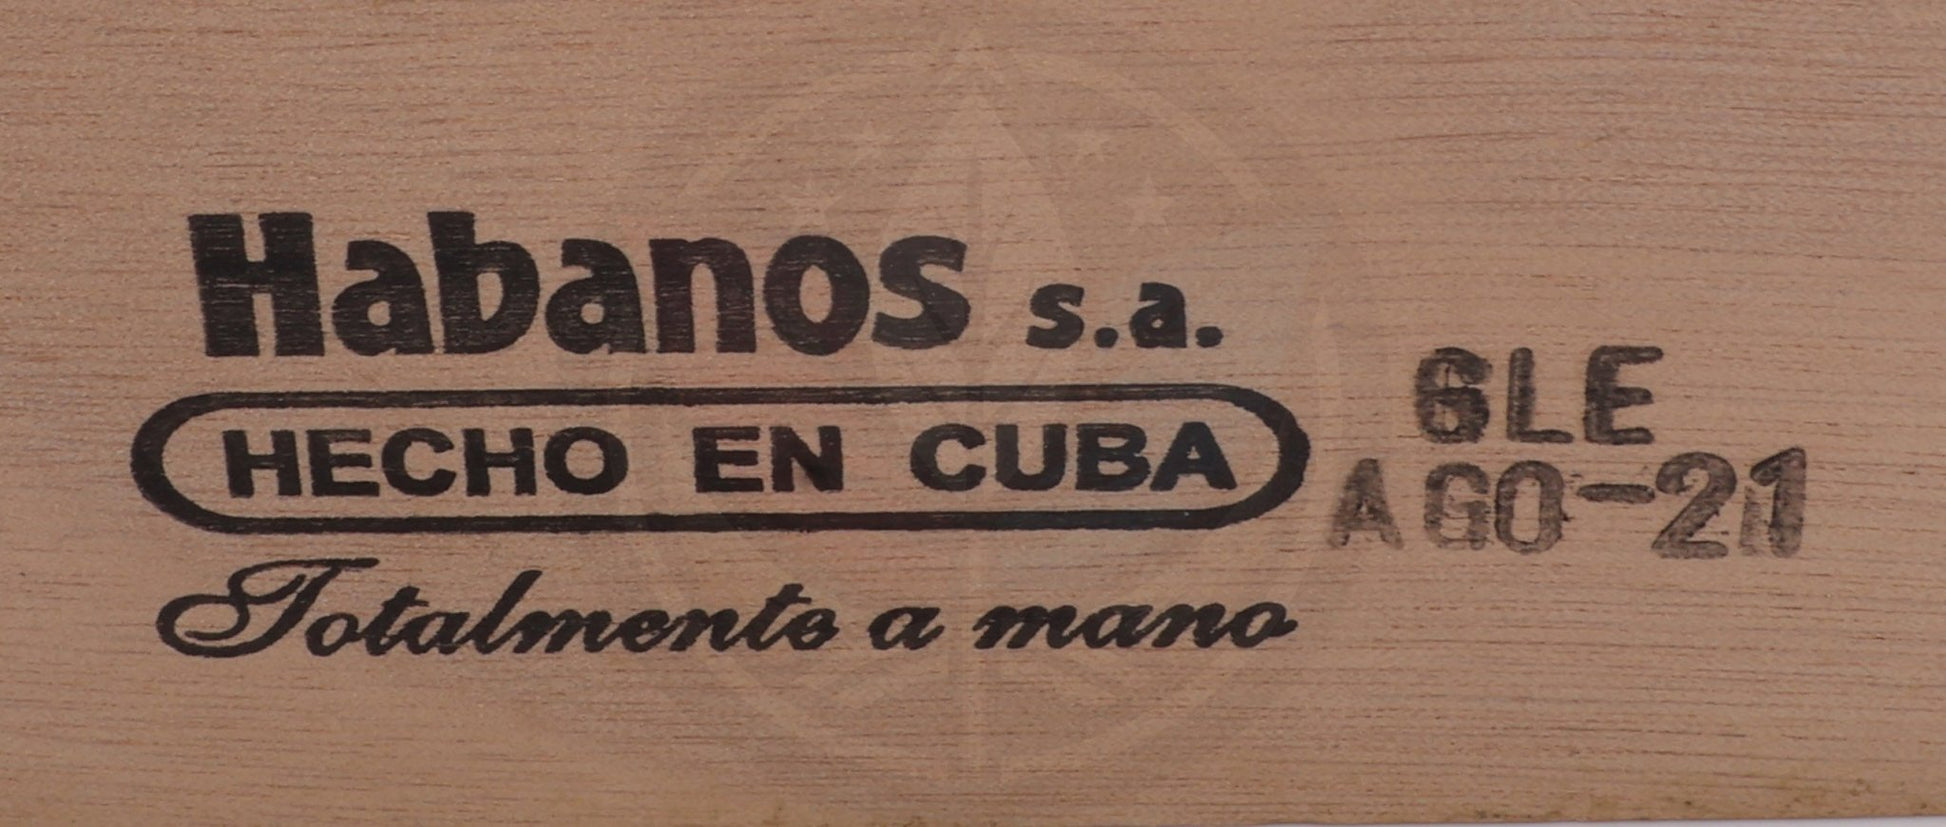 Habanos s.a.
HECHO EN CUBA
Totalmente a mano
GLE
AGO-21